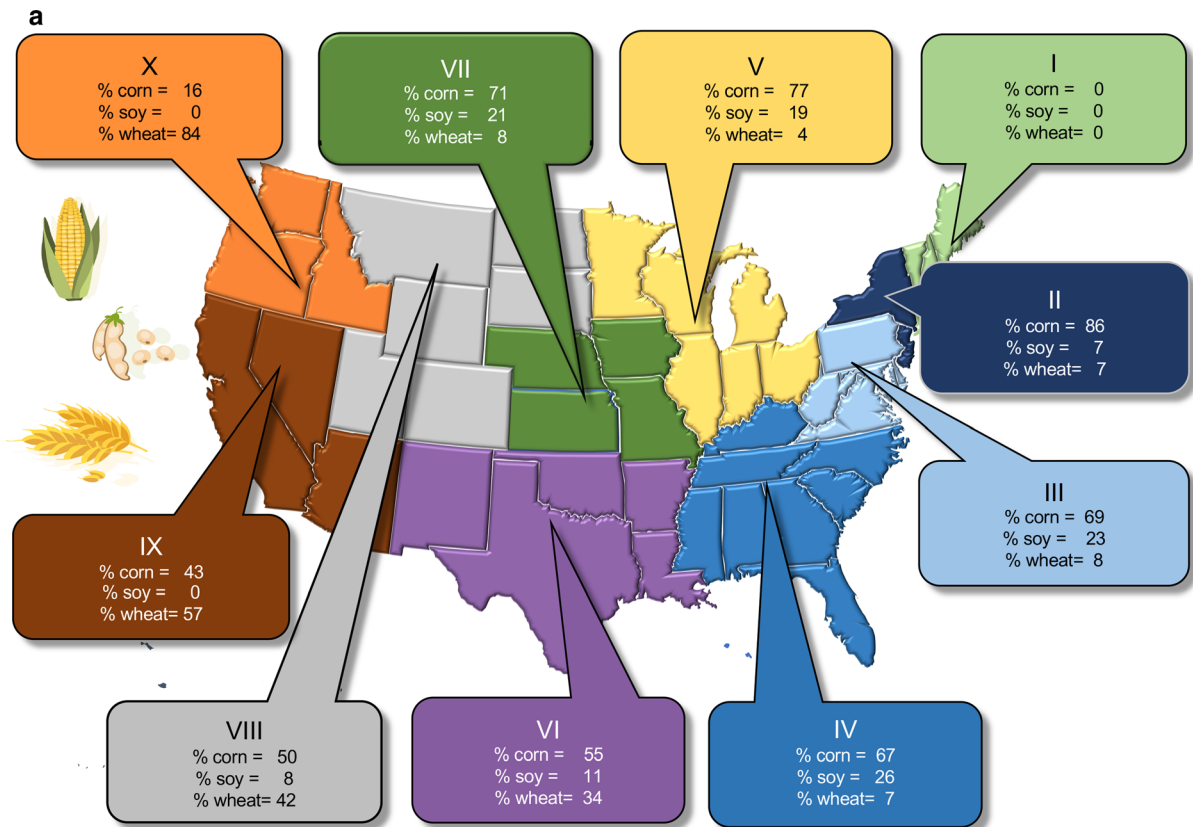 a
X
% corn = 16
% soy = 0
% wheat= 84
VII
% corn = 71
% soy = 21
% wheat= 8
V
% corn = 77
% soy = 19
% wheat= 4
I
% corn = 0
% soy = 0
% wheat= 0
II
% corn = 86
% soy = 7
% wheat= 7
III
% corn = 69
% soy = 23
% wheat= 8
IX
% corn = 43
% soy = 0
% wheat= 57
VIII
% corn = 50
% soy = 8
% wheat= 42
VI
% corn = 55
% soy = 11
% wheat= 34
IV
% corn = 67
% soy = 26
% wheat= 7